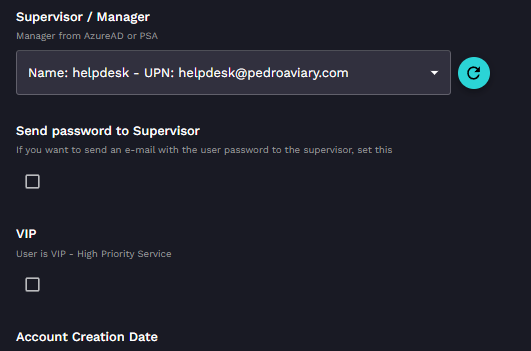 Supervisor / Manager
Manager from AzureAD or PSA
Name: helpdesk - UPN: helpdesk@pedroaviary.com
Send password to Supervisor
If you want to send an e-mail with the user password to the supervisor, set this
VIP
User is VIP - High Priority Service
Account Creation Date